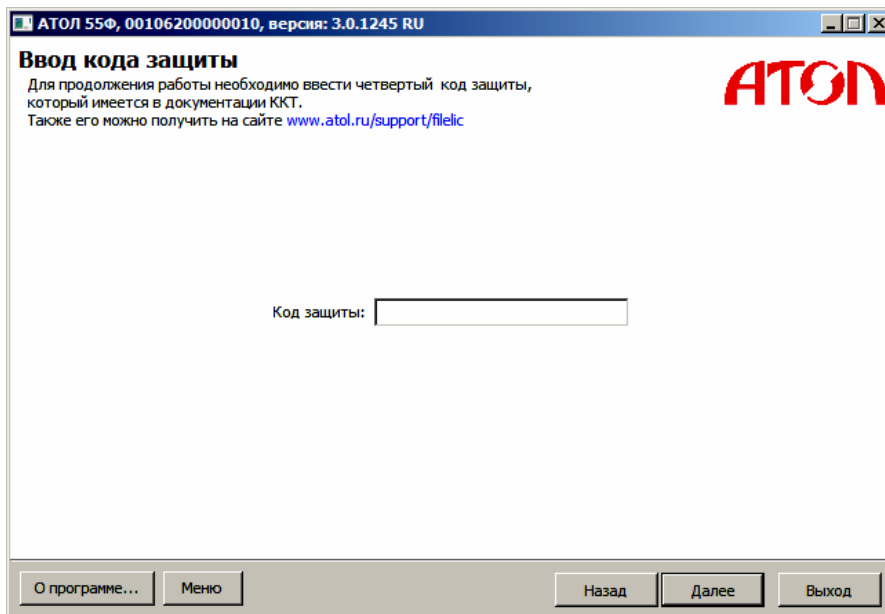 АТОЛ 55Ф, 00106200000010, версия: 3.0.1245 RU
Ввод кода защиты
Для продолжения работы необходимо ввести четвертый код защиты,
который имеется в документации ККТ.
Также его можно получить на сайте www.atol.ru/support/filelic
АТОЛ
Код защиты:
О программе... Меню Назад Далее Выход